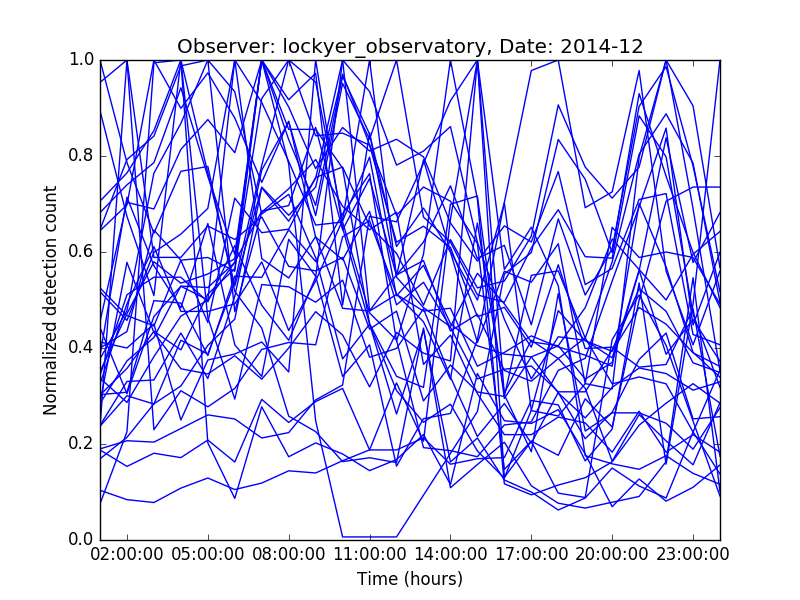 Observer: lockyer_observatory, Date: 2014-12
1.0
0.8
0.6
0.4
0.2
0.0
Normalized detection count
02:00:00 05:00:00 08:00:00 11:00:00 14:00:00 17:00:00 20:00:00 23:00:00
Time (hours)